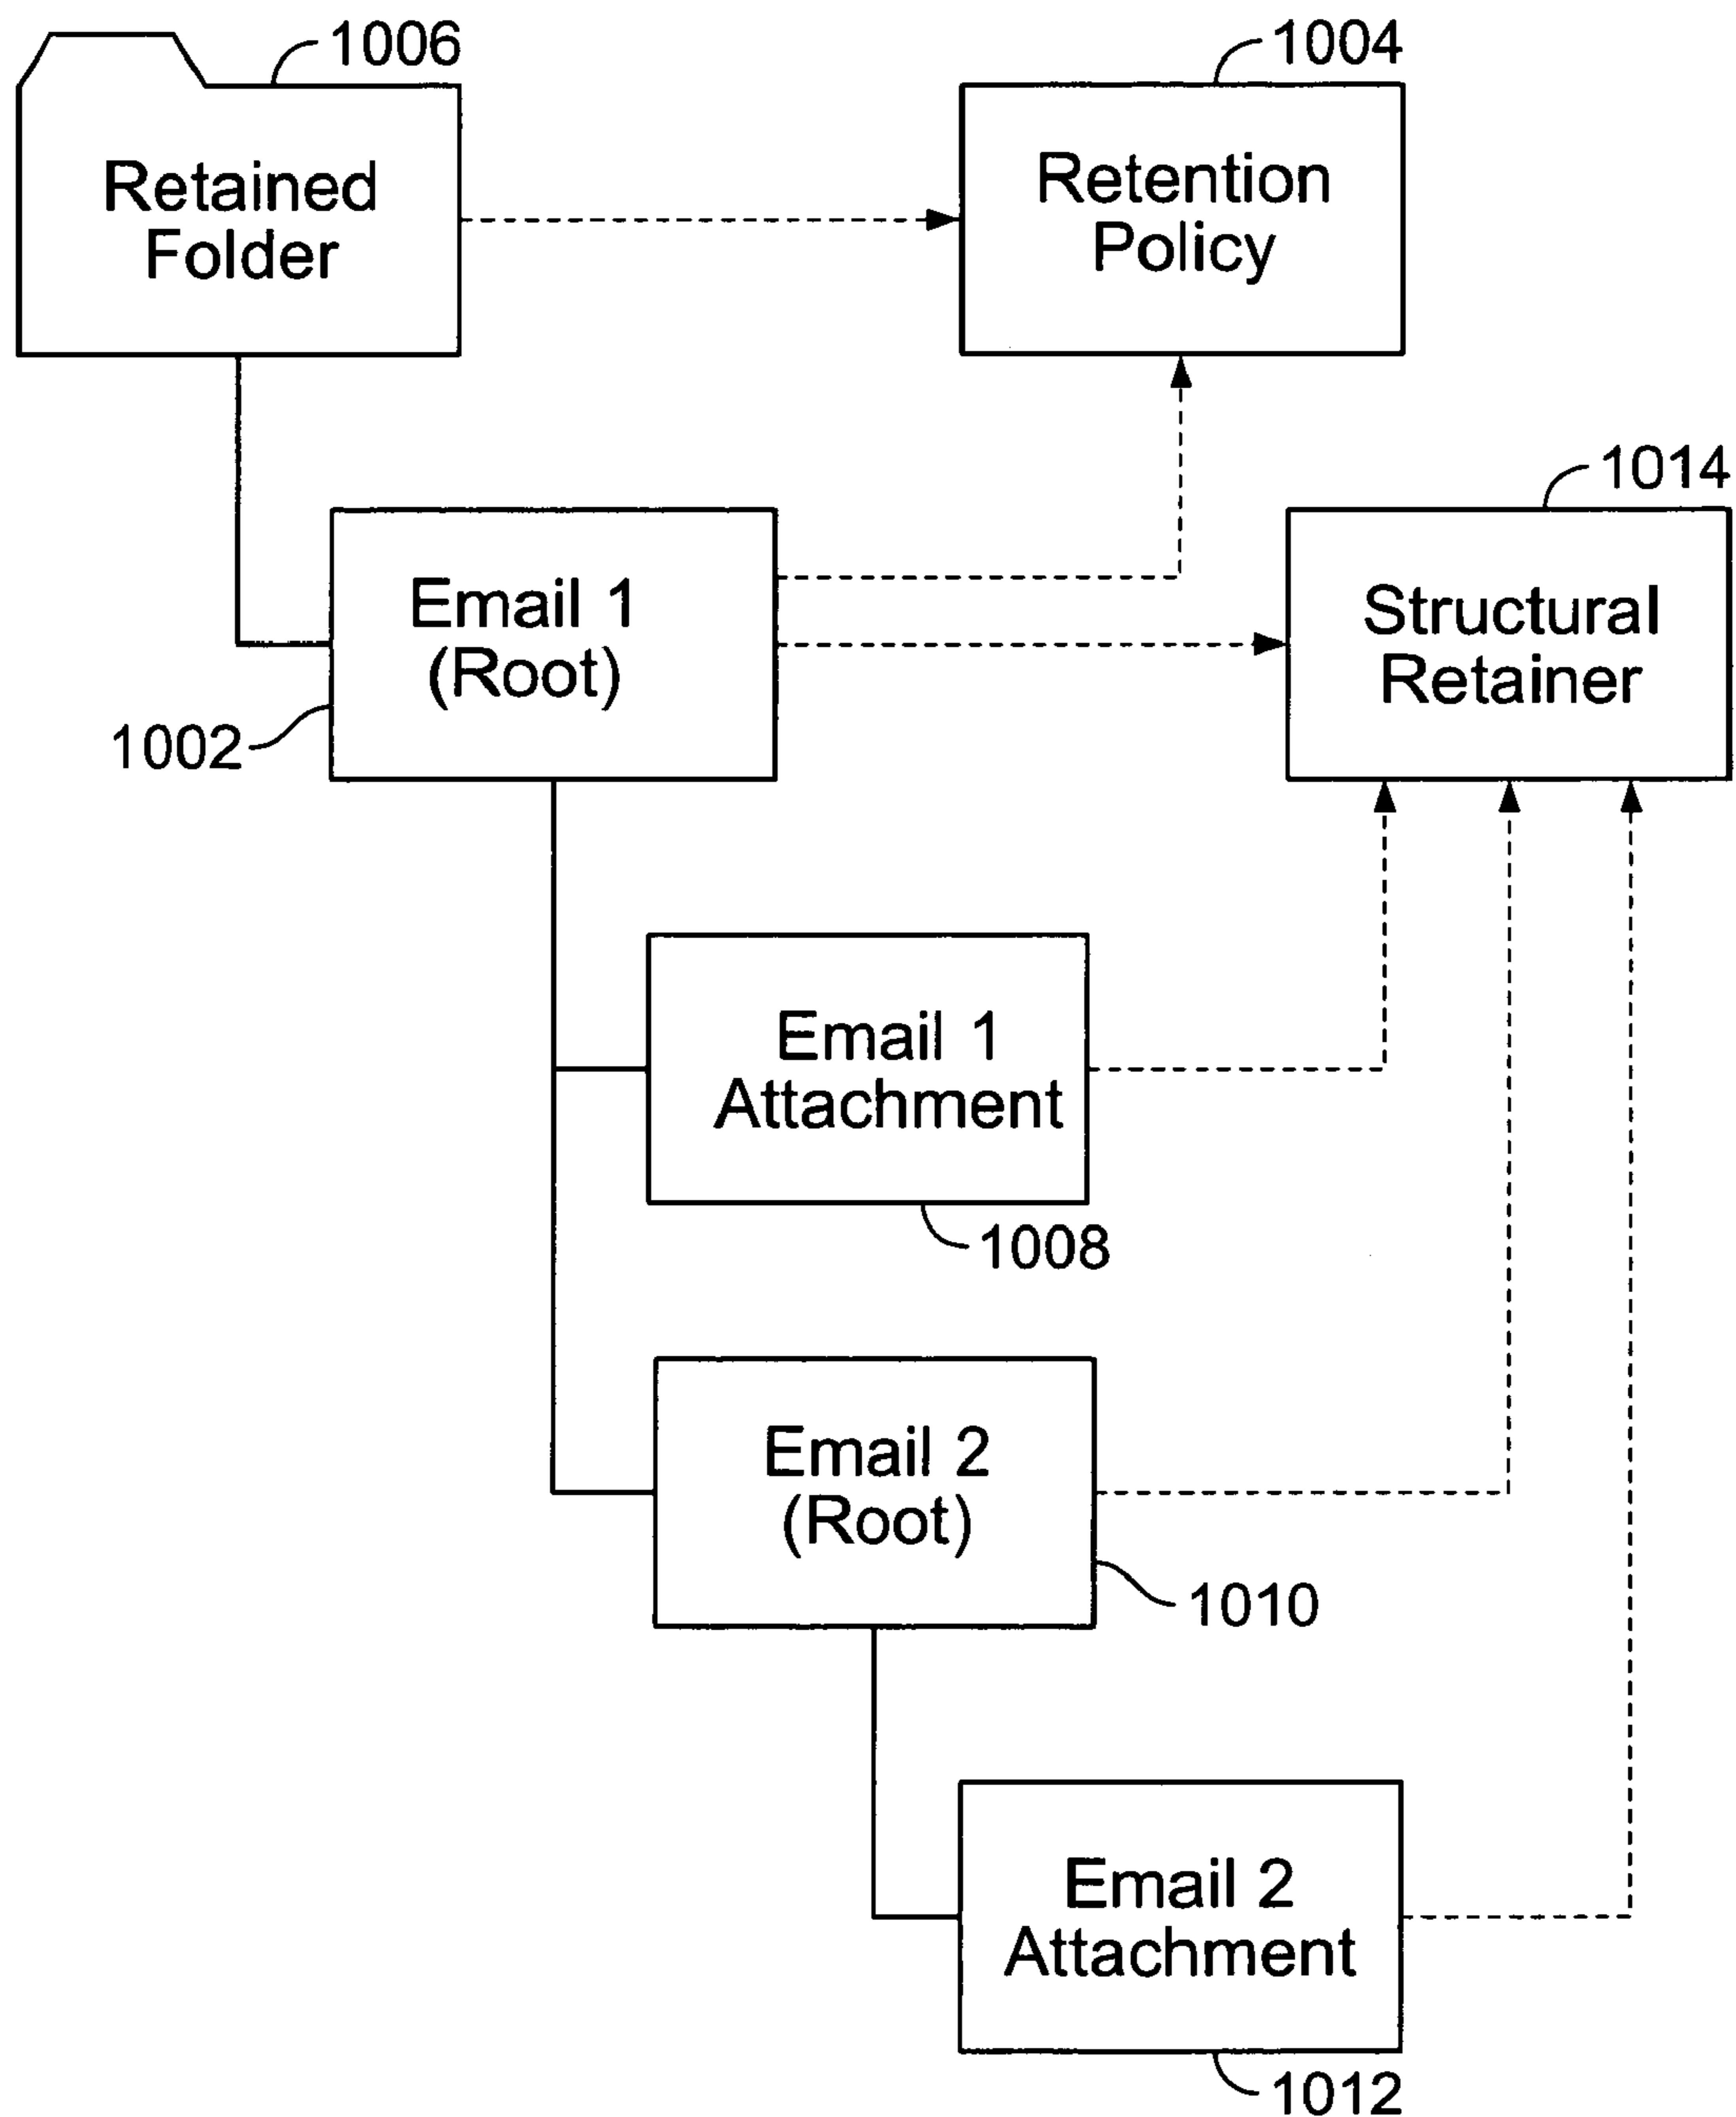 1006
1004
Retained
Folder
Retention
Policy
1014
Email 1
(Root)
Structural
Retainer
1002
Email 1
Attachment
1008
Email 2
(Root)
1010
Email 2
Attachment
1012